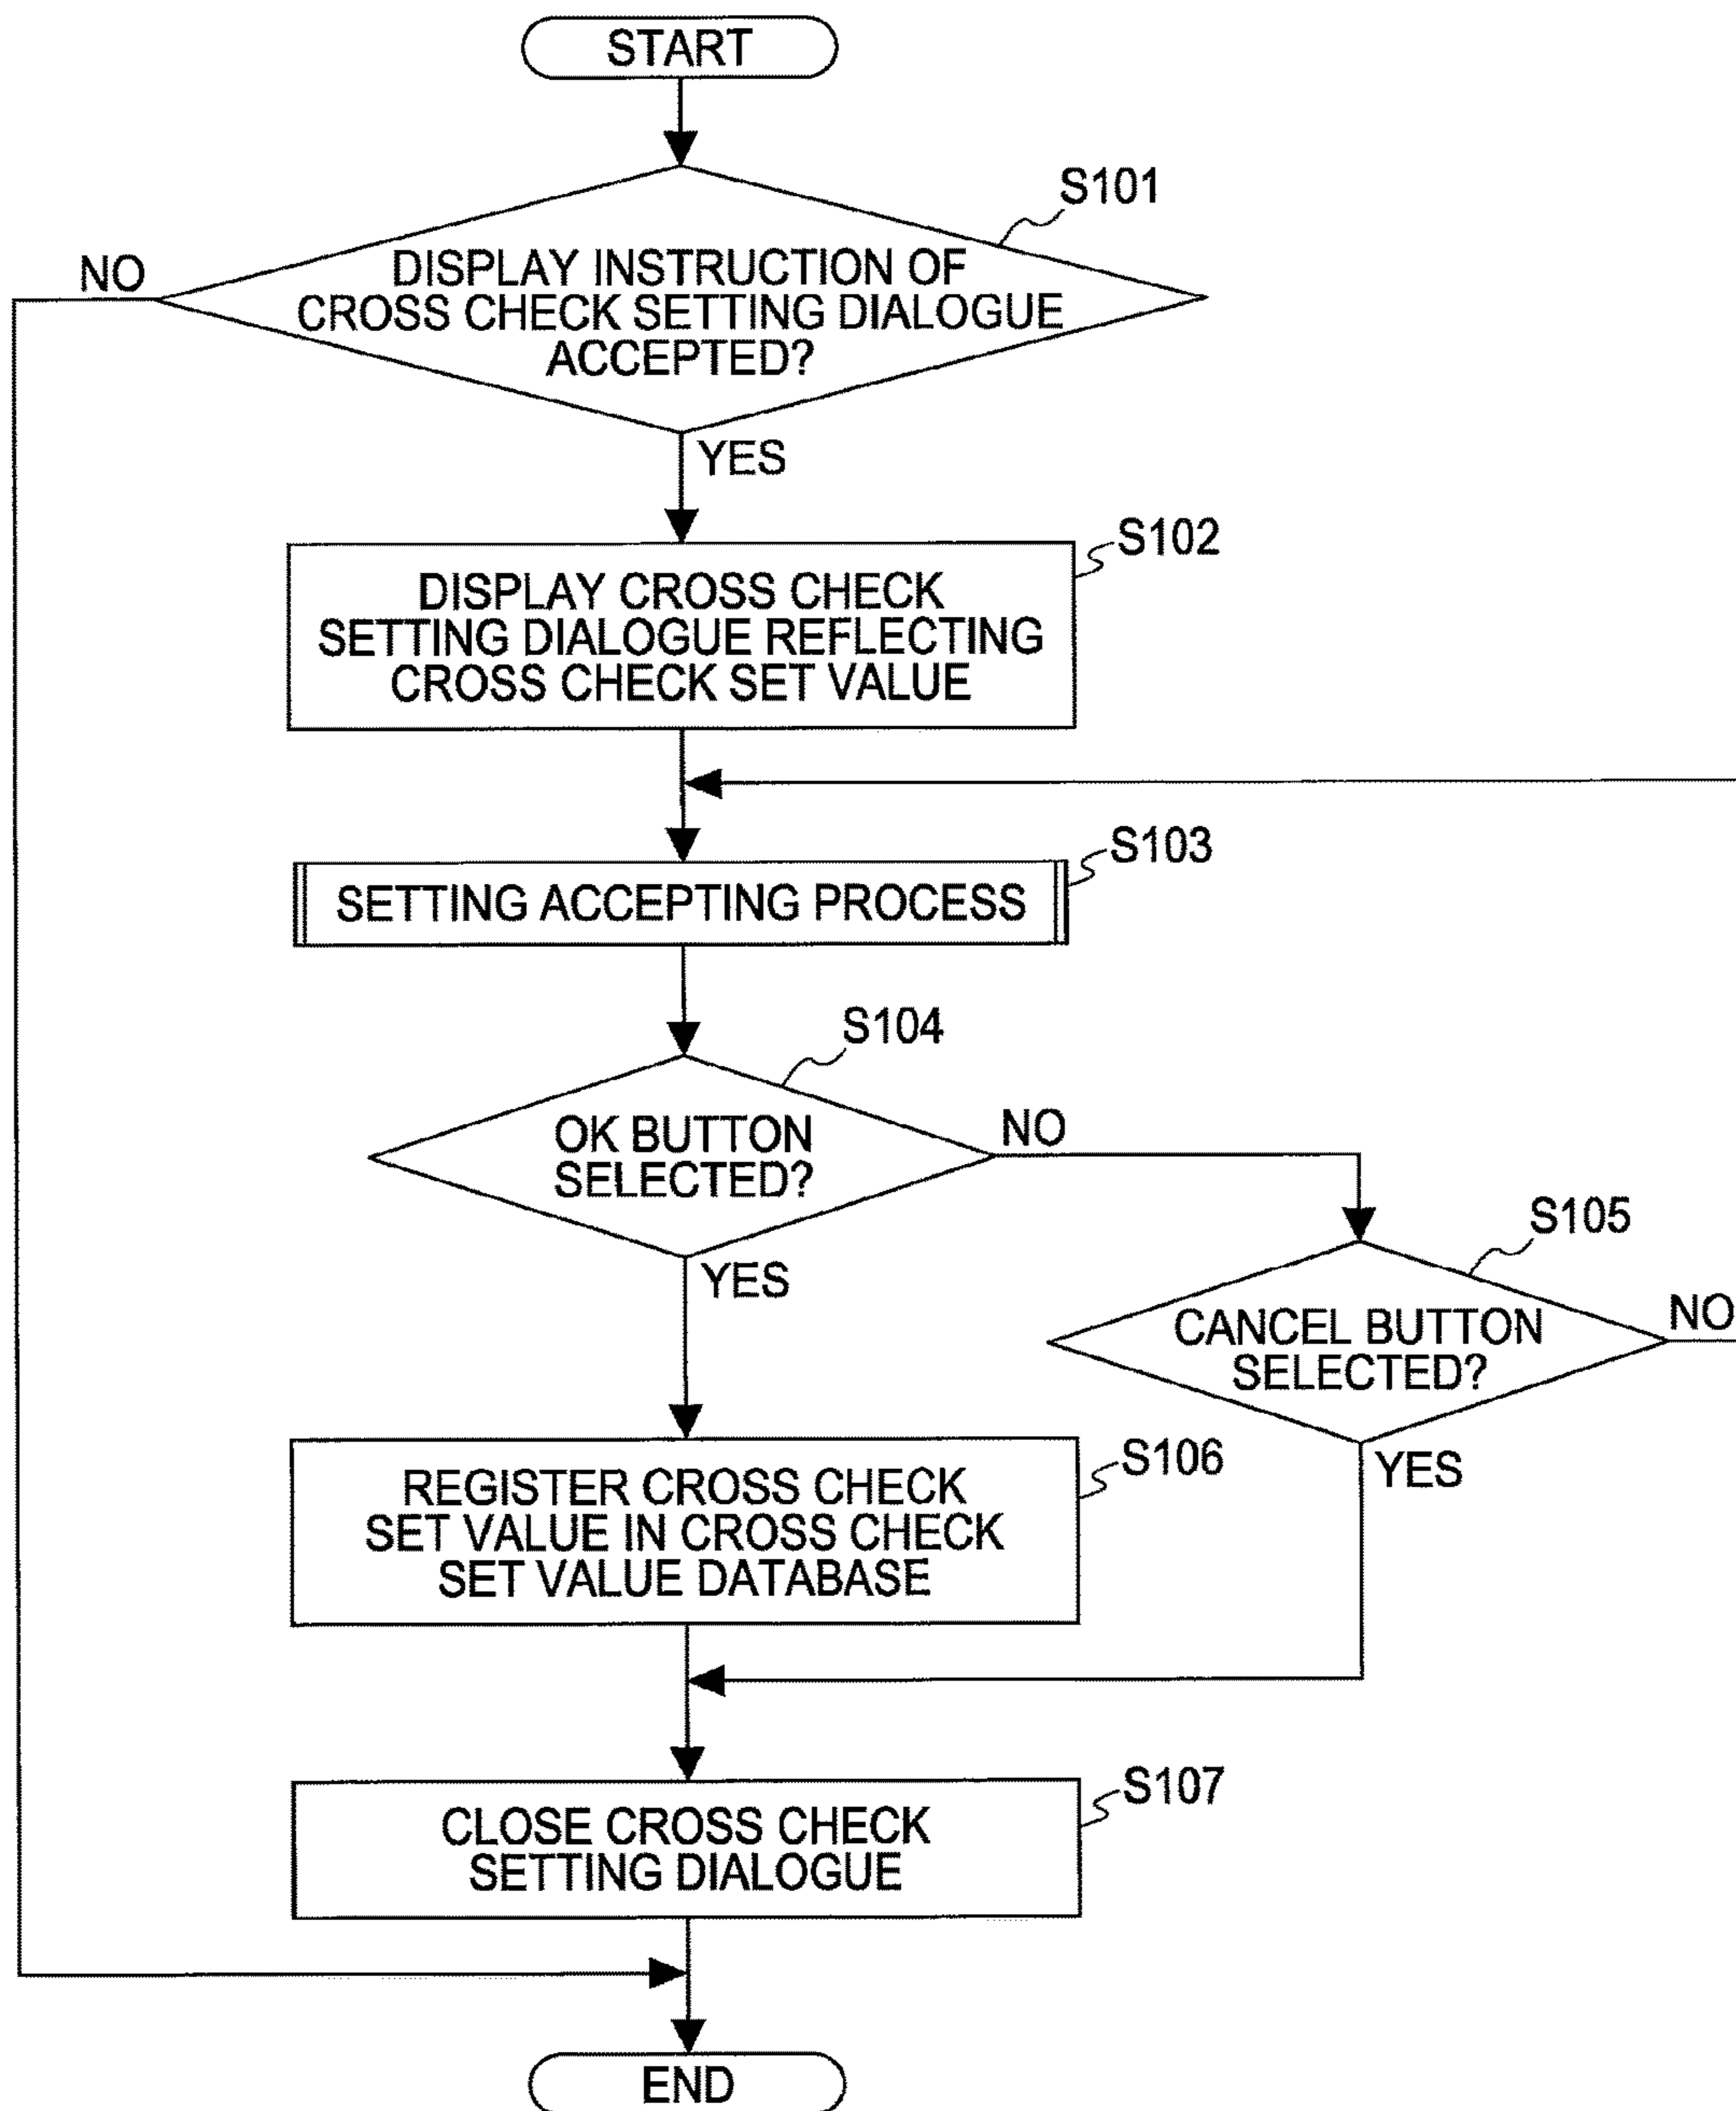 START
S101
NO
DISPLAY INSTRUCTION OF
CROSS CHECK SETTING DIALOGUE
ACCEPTED?
YES
S102
DISPLAY CROSS CHECK
SETTING DIALOGUE REFLECTING
CROSS CHECK SET VALUE
S103
SETTING ACCEPTING PROCESS
S104
OK BUTTON
SELECTED?
NO
YES
S105
CANCEL BUTTON
SELECTED?
NO
YES
S106
REGISTER CROSS CHECK
SET VALUE IN CROSS CHECK
SET VALUE DATABASE
S107
CLOSE CROSS CHECK
SETTING DIALOGUE
END